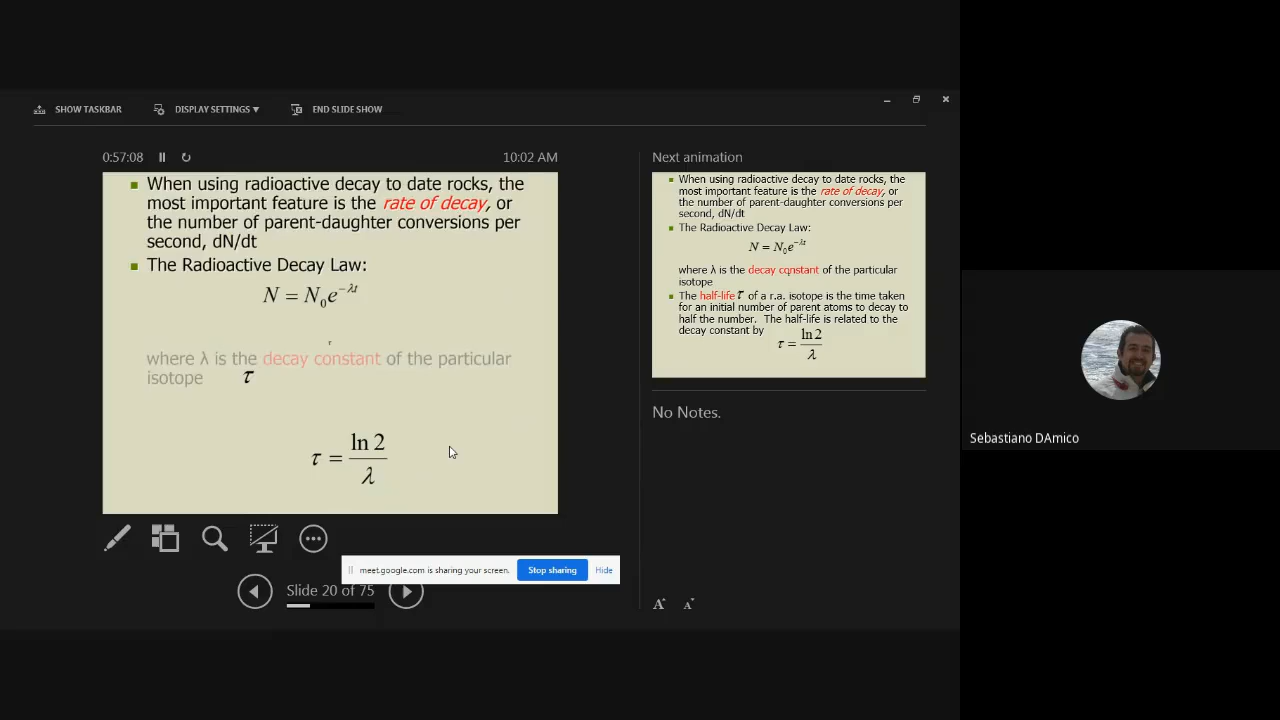 SHOW TASKBAR
DISPLAY SETTINGS ▾
END SLIDE SHOW
0:57:08
10:02 AM
When using radioactive decay to date rocks, the
most important feature is the rate of decay, or
the number of parent-daughter conversions per
second, dN/dt
The Radioactive Decay Law:
N = N₀e^{−λt}
τ
where λ is the decay constant of the particular
isotope τ
τ = ln 2 / λ
Next animation
When using radioactive decay to date rocks, the
most important feature is the rate of decay, or
the number of parent-daughter conversions per
second, dN/dt
The Radioactive Decay Law:
N = N₀e^{−λt}
where λ is the decay constant of the particular
isotope
The half-life τ of a r.a. isotope is the time taken
for an initial number of parent atoms to decay to
half the number. The half-life is related to the
decay constant by
τ = ln 2 / λ
No Notes.
meet.google.com is sharing your screen.
Stop sharing
Hide
Slide 20 of 75
A A
Sebastiano DAmico